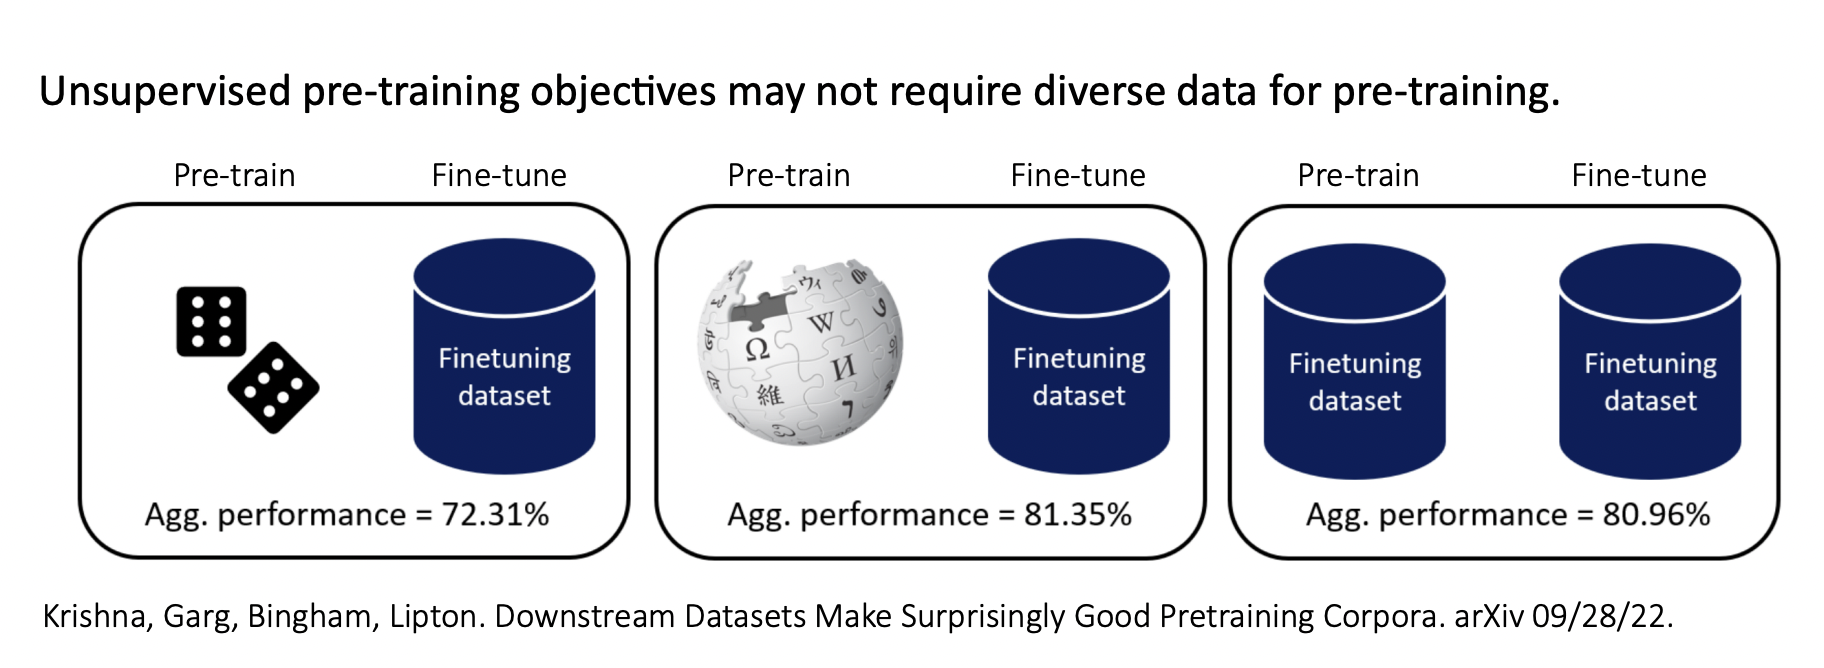 Unsupervised pre-training objectives may not require diverse data for pre-training.
Pre-train Fine-tune Pre-train Fine-tune Pre-train Fine-tune
Finetuning
dataset
Ω W И
維
Finetuning
dataset
Finetuning
dataset
Finetuning
dataset
Agg. performance = 72.31% Agg. performance = 81.35% Agg. performance = 80.96%
Krishna, Garg, Bingham, Lipton. Downstream Datasets Make Surprisingly Good Pretraining Corpora. arXiv 09/28/22.